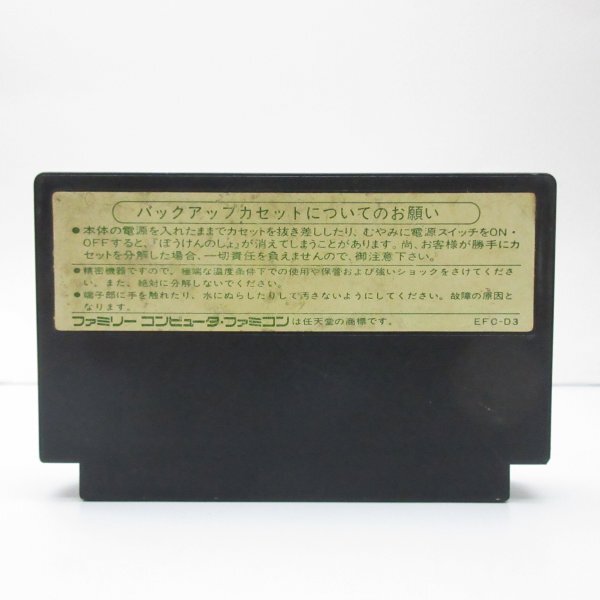 バックアップカセットについてのお願い
●本体の電源を入れたままでカセットを抜き差ししたり、むやみに電源スイッチをON・
OFFすると、『ぼうけんのしょ』が消えてしまうことがあります。尚、お客様が勝手にカ
セットを分解した場合、一切責任を負えませんので、御注意下さい。
●精密機器ですので、極端な温度条件下での使用や保管および強いショックをさけてくださ
い。また、絶対に分解しないでください。
●端子部に手を触れたり、水にぬらしたりして汚さないようにしてください。故障の原因と
なります。
ファミリーコンピュータ・ファミコンは任天堂の商標です。 EFC-D3